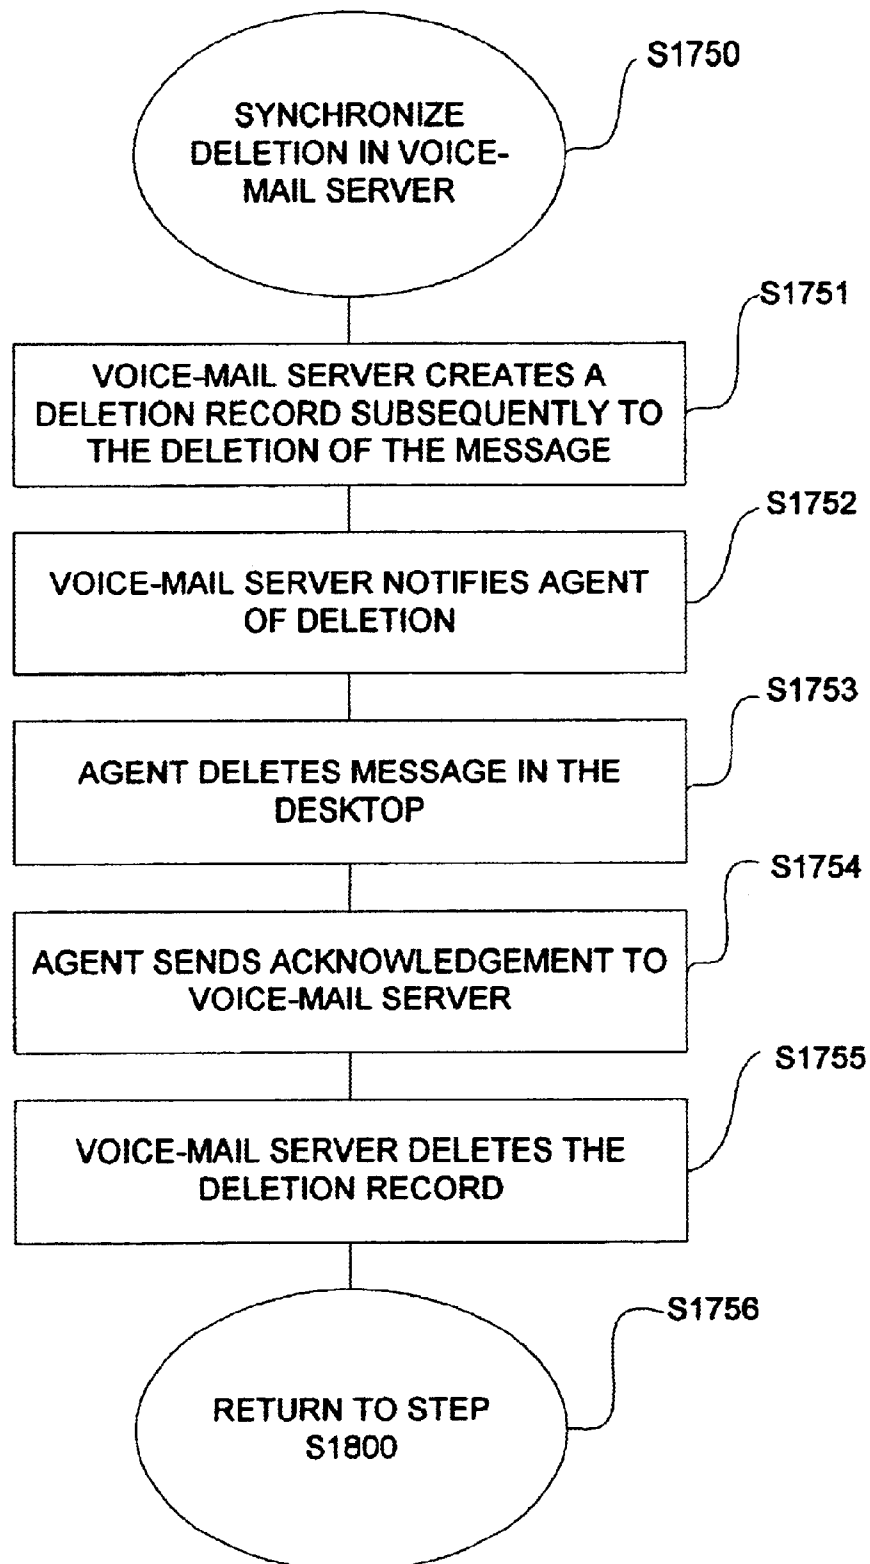 S1750
SYNCHRONIZE
DELETION IN VOICE-
MAIL SERVER
S1751
VOICE-MAIL SERVER CREATES A
DELETION RECORD SUBSEQUENTLY TO
THE DELETION OF THE MESSAGE
S1752
VOICE-MAIL SERVER NOTIFIES AGENT
OF DELETION
S1753
AGENT DELETES MESSAGE IN THE
DESKTOP
S1754
AGENT SENDS ACKNOWLEDGEMENT TO
VOICE-MAIL SERVER
S1755
VOICE-MAIL SERVER DELETES THE
DELETION RECORD
S1756
RETURN TO STEP
S1800